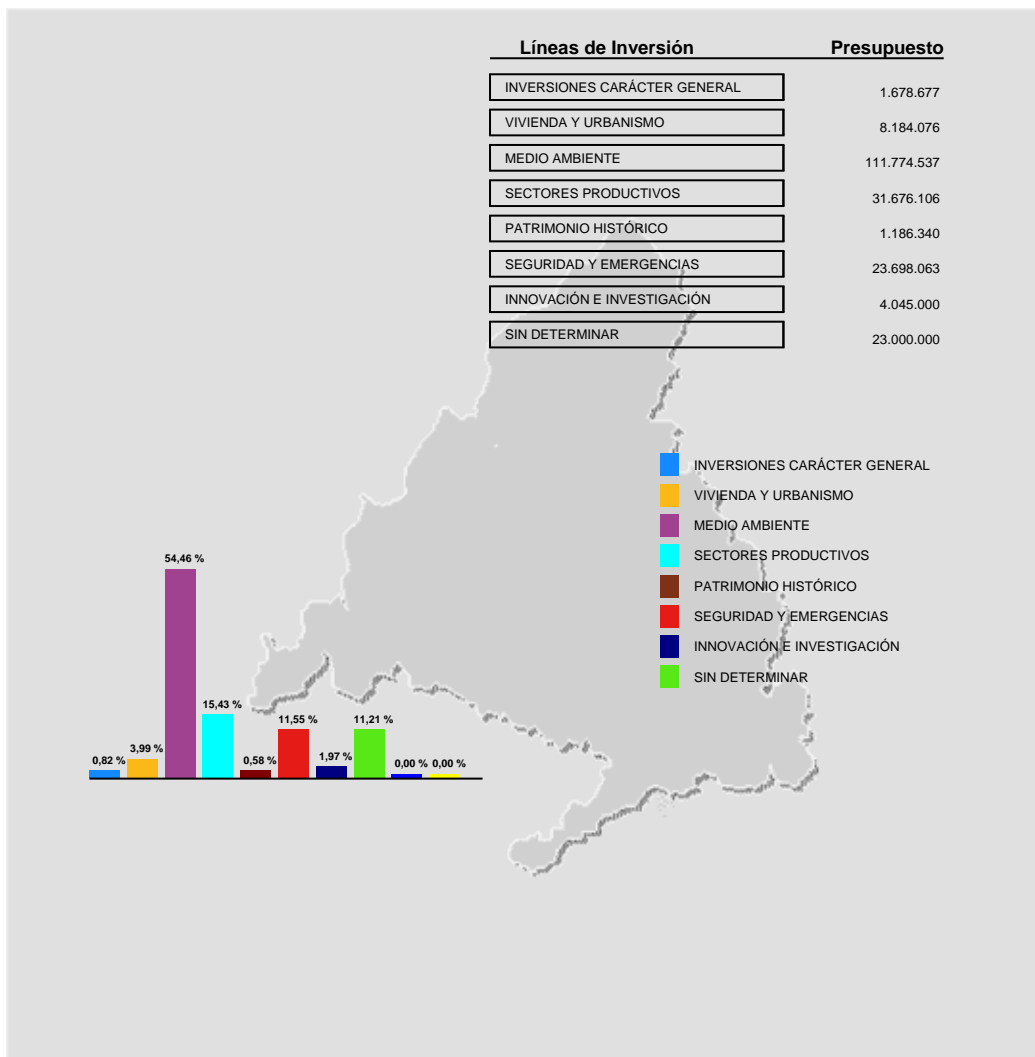 Líneas de Inversión Presupuesto
INVERSIONES CARÁCTER GENERAL 1.678.677
VIVIENDA Y URBANISMO 8.184.076
MEDIO AMBIENTE 111.774.537
SECTORES PRODUCTIVOS 31.676.106
PATRIMONIO HISTÓRICO 1.186.340
SEGURIDAD Y EMERGENCIAS 23.698.063
INNOVACIÓN E INVESTIGACIÓN 4.045.000
SIN DETERMINAR 23.000.000
INVERSIONES CARÁCTER GENERAL
VIVIENDA Y URBANISMO
MEDIO AMBIENTE
SECTORES PRODUCTIVOS
PATRIMONIO HISTÓRICO
SEGURIDAD Y EMERGENCIAS
INNOVACIÓN E INVESTIGACIÓN
SIN DETERMINAR
0,82 % 3,99 % 54,46 % 15,43 % 0,58 % 11,55 % 1,97 % 11,21 % 0,00 % 0,00 %